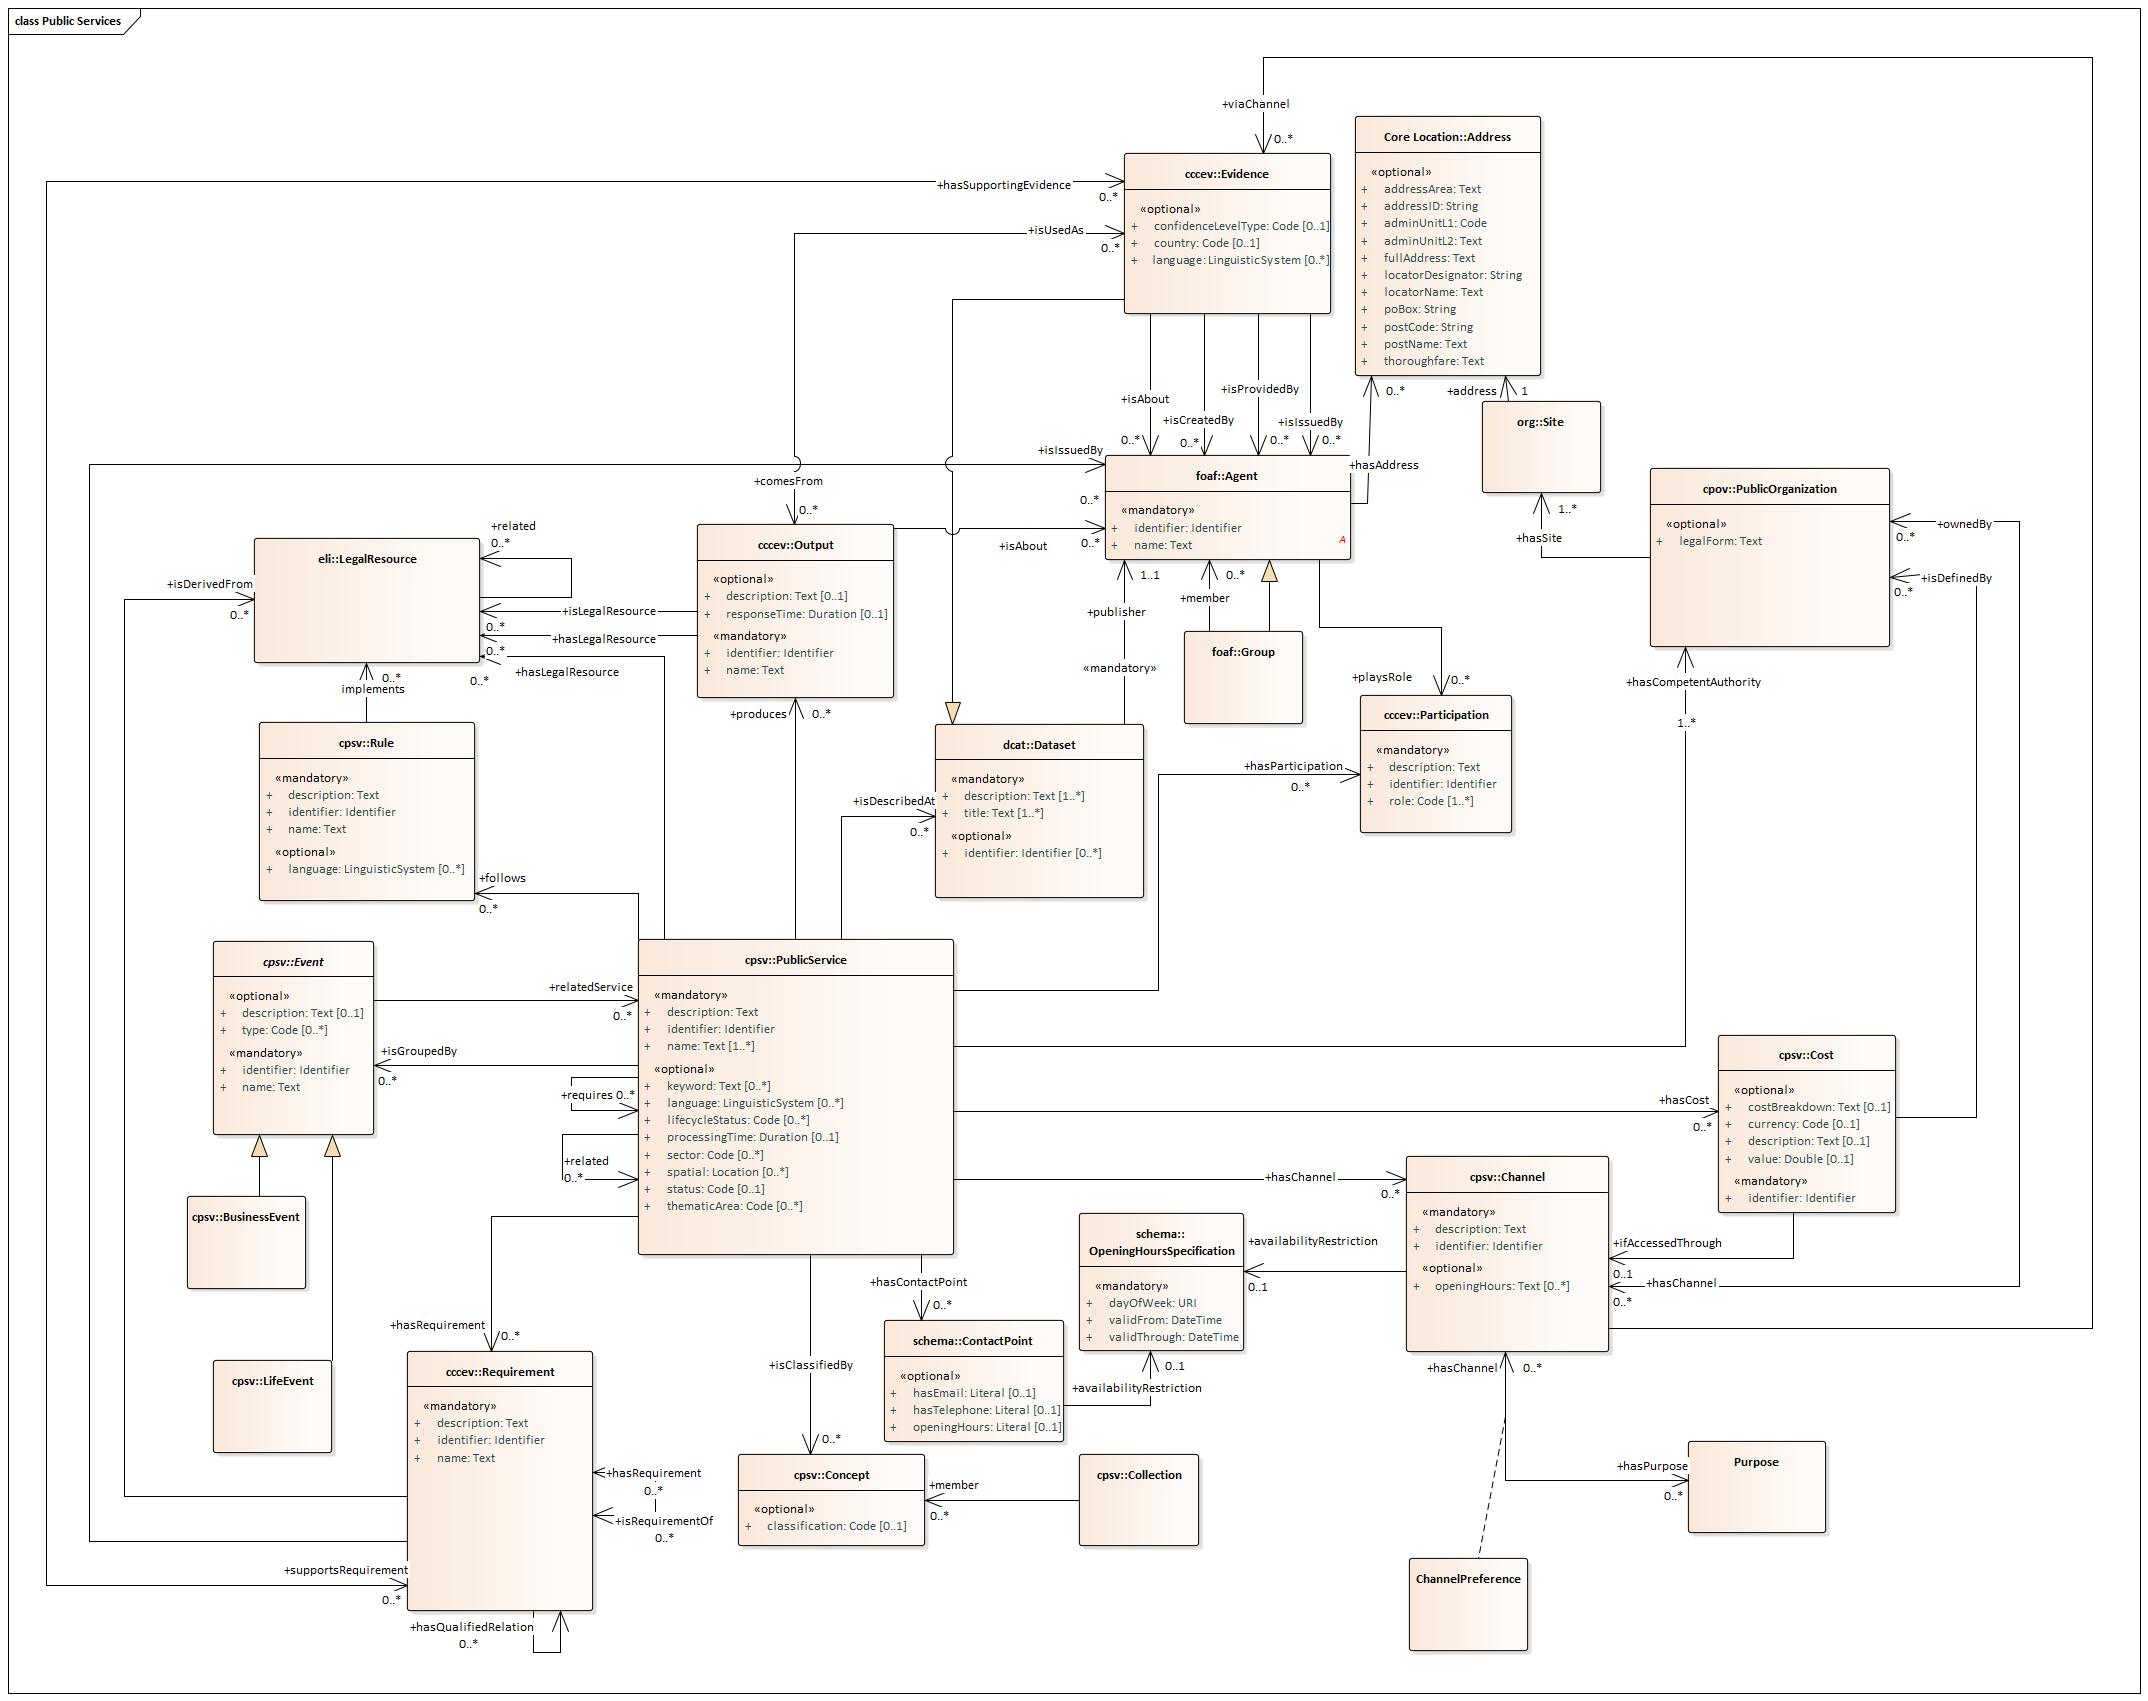 class Public Services
+viaChannel
0..*
cccev::Evidence
«optional»
+ confidenceLevelType: Code [0..1]
+ country: Code [0..1]
+ language: LinguisticSystem [0..*]
+hasSupportingEvidence
0..*
+isUsedAs
0..*
Core Location::Address
«optional»
+ addressArea: Text
+ addressID: String
+ adminUnitL1: Code
+ adminUnitL2: Text
+ fullAddress: Text
+ locatorDesignator: String
+ locatorName: Text
+ poBox: String
+ postCode: String
+ postName: Text
+ thoroughfare: Text
+isAbout
0..*
+isCreatedBy
0..*
+isProvidedBy
0..*
+isIssuedBy
0..*
0..*
+hasAddress
+address 1
org::Site
1..*
+hasSite
cpov::PublicOrganization
«optional»
+ legalForm: Text
+ownedBy
0..*
+isDefinedBy
0..*
+hasCompetentAuthority
1..*
+isIssuedBy
0..*
foaf::Agent
«mandatory»
+ identifier: Identifier
+ name: Text
A
+isAbout
0..*
+comesFrom
0..*
cccev::Output
«optional»
+ description: Text [0..1]
+ responseTime: Duration [0..1]
«mandatory»
+ identifier: Identifier
+ name: Text
+produces 0..*
+related
0..*
eli::LegalResource
+isDerivedFrom
0..*
+isLegalResource
0..*
+hasLegalResource
0..*
+hasLegalResource
0..*
0..*
implements
cpsv::Rule
«mandatory»
+ description: Text
+ identifier: Identifier
+ name: Text
«optional»
+ language: LinguisticSystem [0..*]
+follows
0..*
1..1
+publisher
«mandatory»
0..*
+member
foaf::Group
+playsRole 0..*
cccev::Participation
«mandatory»
+ description: Text
+ identifier: Identifier
+ role: Code [1..*]
+hasParticipation
0..*
dcat::Dataset
«mandatory»
+ description: Text [1..*]
+ title: Text [1..*]
«optional»
+ identifier: Identifier [0..*]
+isDescribedAt
0..*
cpsv::Event
«optional»
+ description: Text [0..1]
+ type: Code [0..*]
«mandatory»
+ identifier: Identifier
+ name: Text
+relatedService
0..*
+isGroupedBy
0..*
cpsv::PublicService
«mandatory»
+ description: Text
+ identifier: Identifier
+ name: Text [1..*]
«optional»
+ keyword: Text [0..*]
+ language: LinguisticSystem [0..*]
+ lifecycleStatus: Code [0..*]
+ processingTime: Duration [0..1]
+ sector: Code [0..*]
+ spatial: Location [0..*]
+ status: Code [0..1]
+ thematicArea: Code [0..*]
+requires 0..*
+related
0..*
+hasCost
0..*
cpsv::Cost
«optional»
+ costBreakdown: Text [0..1]
+ currency: Code [0..1]
+ description: Text [0..1]
+ value: Double [0..1]
«mandatory»
+ identifier: Identifier
+hasChannel
0..*
cpsv::Channel
«mandatory»
+ description: Text
+ identifier: Identifier
«optional»
+ openingHours: Text [0..*]
+ifAccessedThrough
0..1
+hasChannel
0..*
schema::
OpeningHoursSpecification
«mandatory»
+ dayOfWeek: URI
+ validFrom: DateTime
+ validThrough: DateTime
+availabilityRestriction
0..1
0..1
+availabilityRestriction
cpsv::BusinessEvent
cpsv::LifeEvent
+hasContactPoint
0..*
schema::ContactPoint
«optional»
+ hasEmail: Literal [0..1]
+ hasTelephone: Literal [0..1]
+ openingHours: Literal [0..1]
+isClassifiedBy
0..*
cpsv::Concept
«optional»
+ classification: Code [0..1]
+member
0..*
cpsv::Collection
+hasRequirement 0..*
cccev::Requirement
«mandatory»
+ description: Text
+ identifier: Identifier
+ name: Text
+hasRequirement
0..*
+isRequirementOf
0..*
+supportsRequirement
0..*
+hasQualifiedRelation
0..*
+hasChannel 0..*
+hasPurpose
0..*
Purpose
ChannelPreference